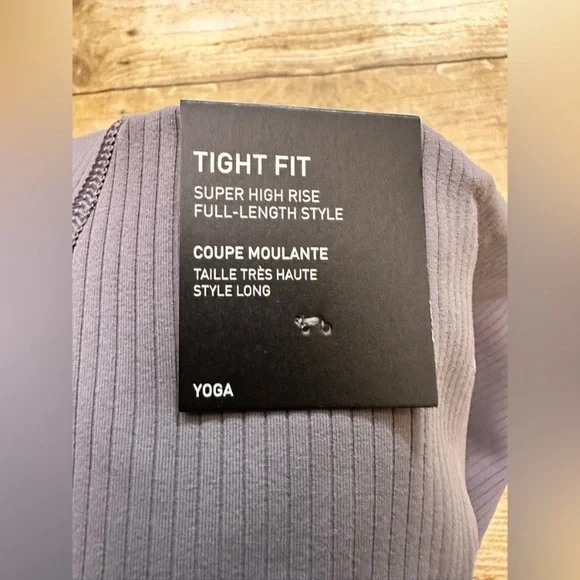 TIGHT FIT
SUPER HIGH RISE
FULL-LENGTH STYLE
COUPE MOULANTE
TAILLE TRÈS HAUTE
STYLE LONG
YOGA